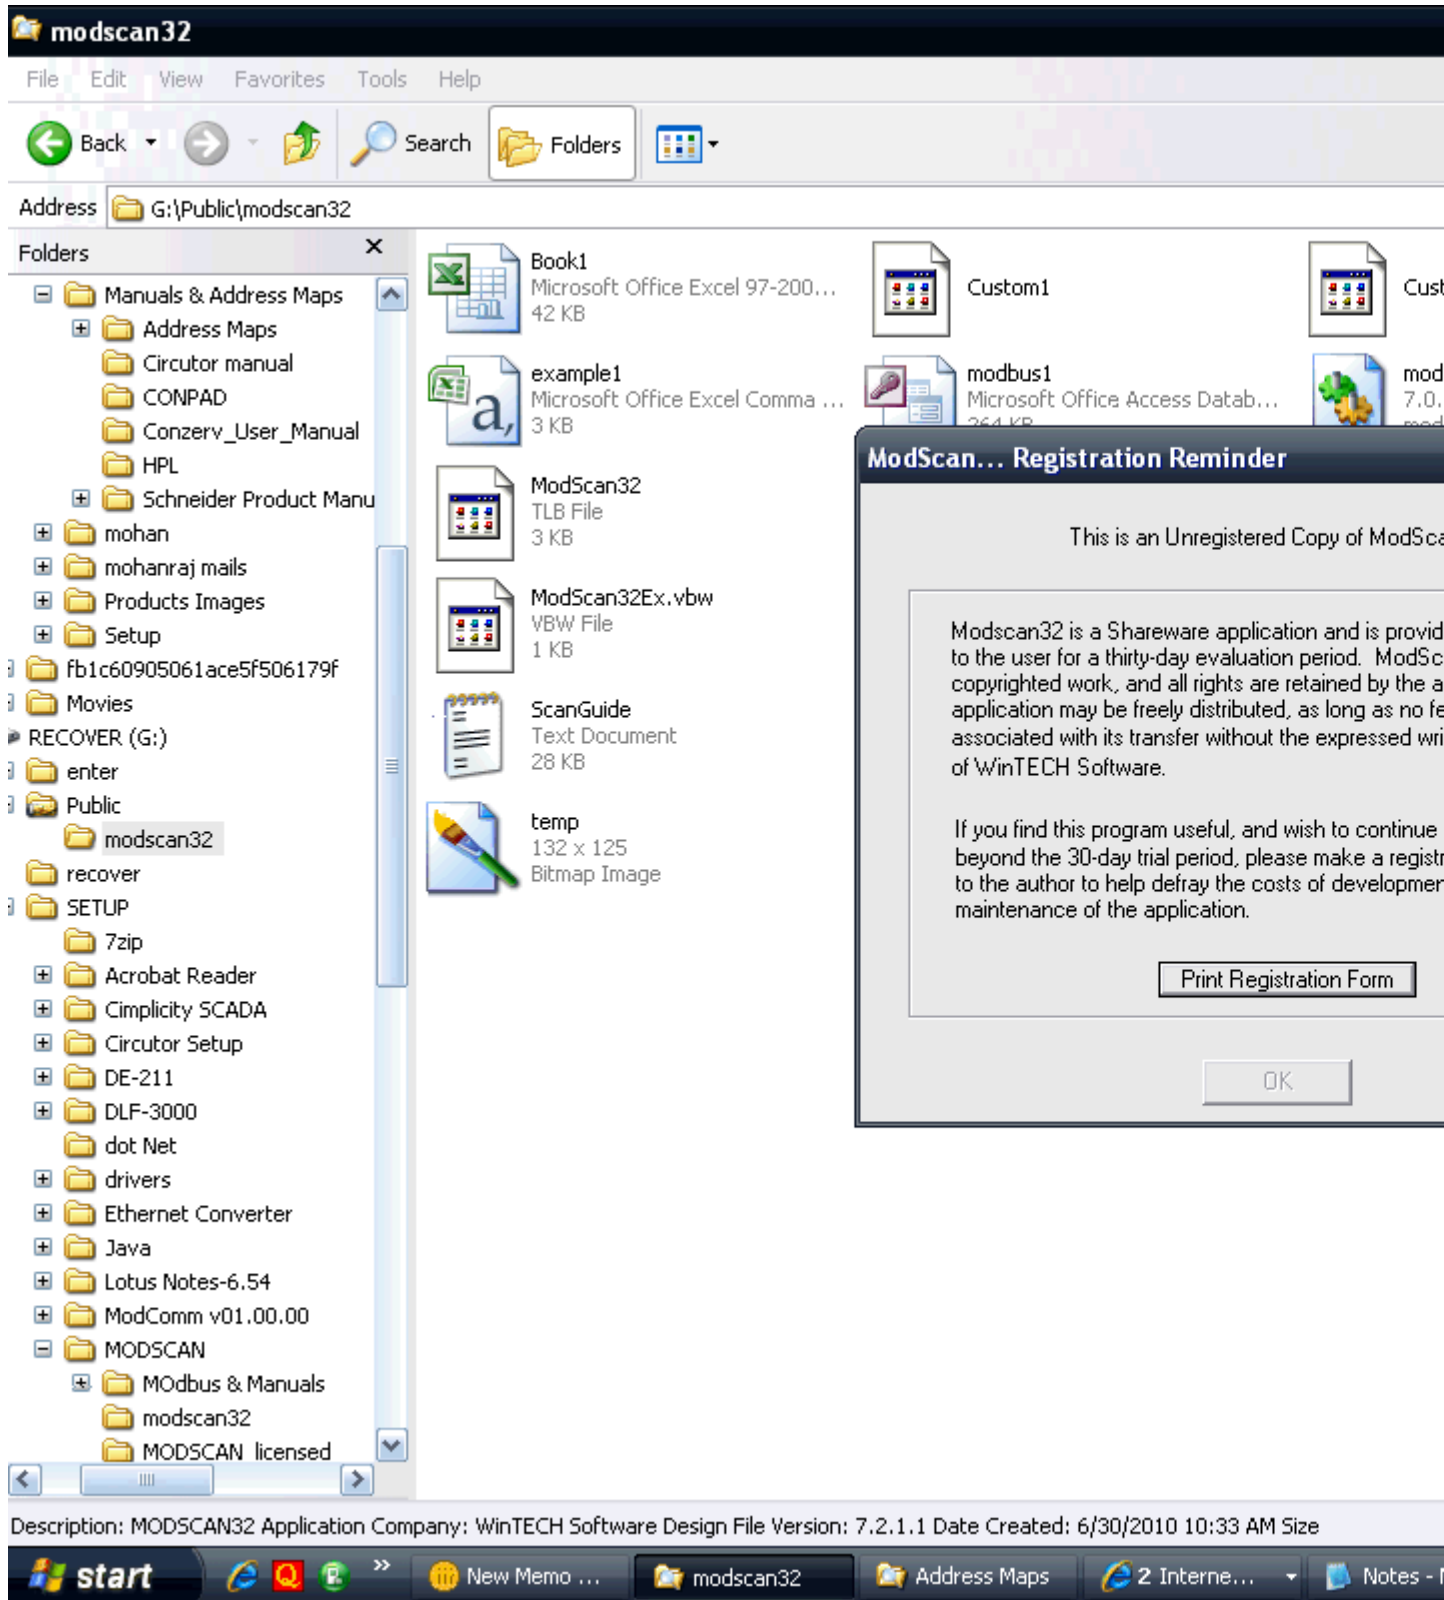 modscan32
File Edit View Favorites Tools Help
Back Search Folders
Address G:\Public\modscan32
Folders
Manuals & Address Maps
Address Maps
Circutor manual
CONPAD
Conzerv_User_Manual
HPL
Schneider Product Manu
mohan
mohanraj mails
Products Images
Setup
fb1c60905061ace5f506179f
Movies
RECOVER (G:)
enter
Public
modscan32
recover
SETUP
7zip
Acrobat Reader
Cimplicity SCADA
Circutor Setup
DE-211
DLF-3000
dot Net
drivers
Ethernet Converter
Java
Lotus Notes-6.54
ModComm v01.00.00
MODSCAN
MOdbus & Manuals
modscan32
MODSCAN licensed
Book1
Microsoft Office Excel 97-200...
42 KB
Custom1
Cust
example1
Microsoft Office Excel Comma ...
3 KB
modbus1
Microsoft Office Access Datab...
264 KB
mod
7.0.
mod
ModScan32
TLB File
3 KB
ModScan32Ex.vbw
VBW File
1 KB
ScanGuide
Text Document
28 KB
temp
132 x 125
Bitmap Image
ModScan... Registration Reminder
This is an Unregistered Copy of ModSca
Modscan32 is a Shareware application and is provid
to the user for a thirty-day evaluation period. ModSc
copyrighted work, and all rights are retained by the a
application may be freely distributed, as long as no fe
associated with its transfer without the expressed wri
of WinTECH Software.
If you find this program useful, and wish to continue
beyond the 30-day trial period, please make a registr
to the author to help defray the costs of developmen
maintenance of the application.
Print Registration Form
OK
Description: MODSCAN32 Application Company: WinTECH Software Design File Version: 7.2.1.1 Date Created: 6/30/2010 10:33 AM Size
start New Memo ... modscan32 Address Maps 2 Interne... Notes -